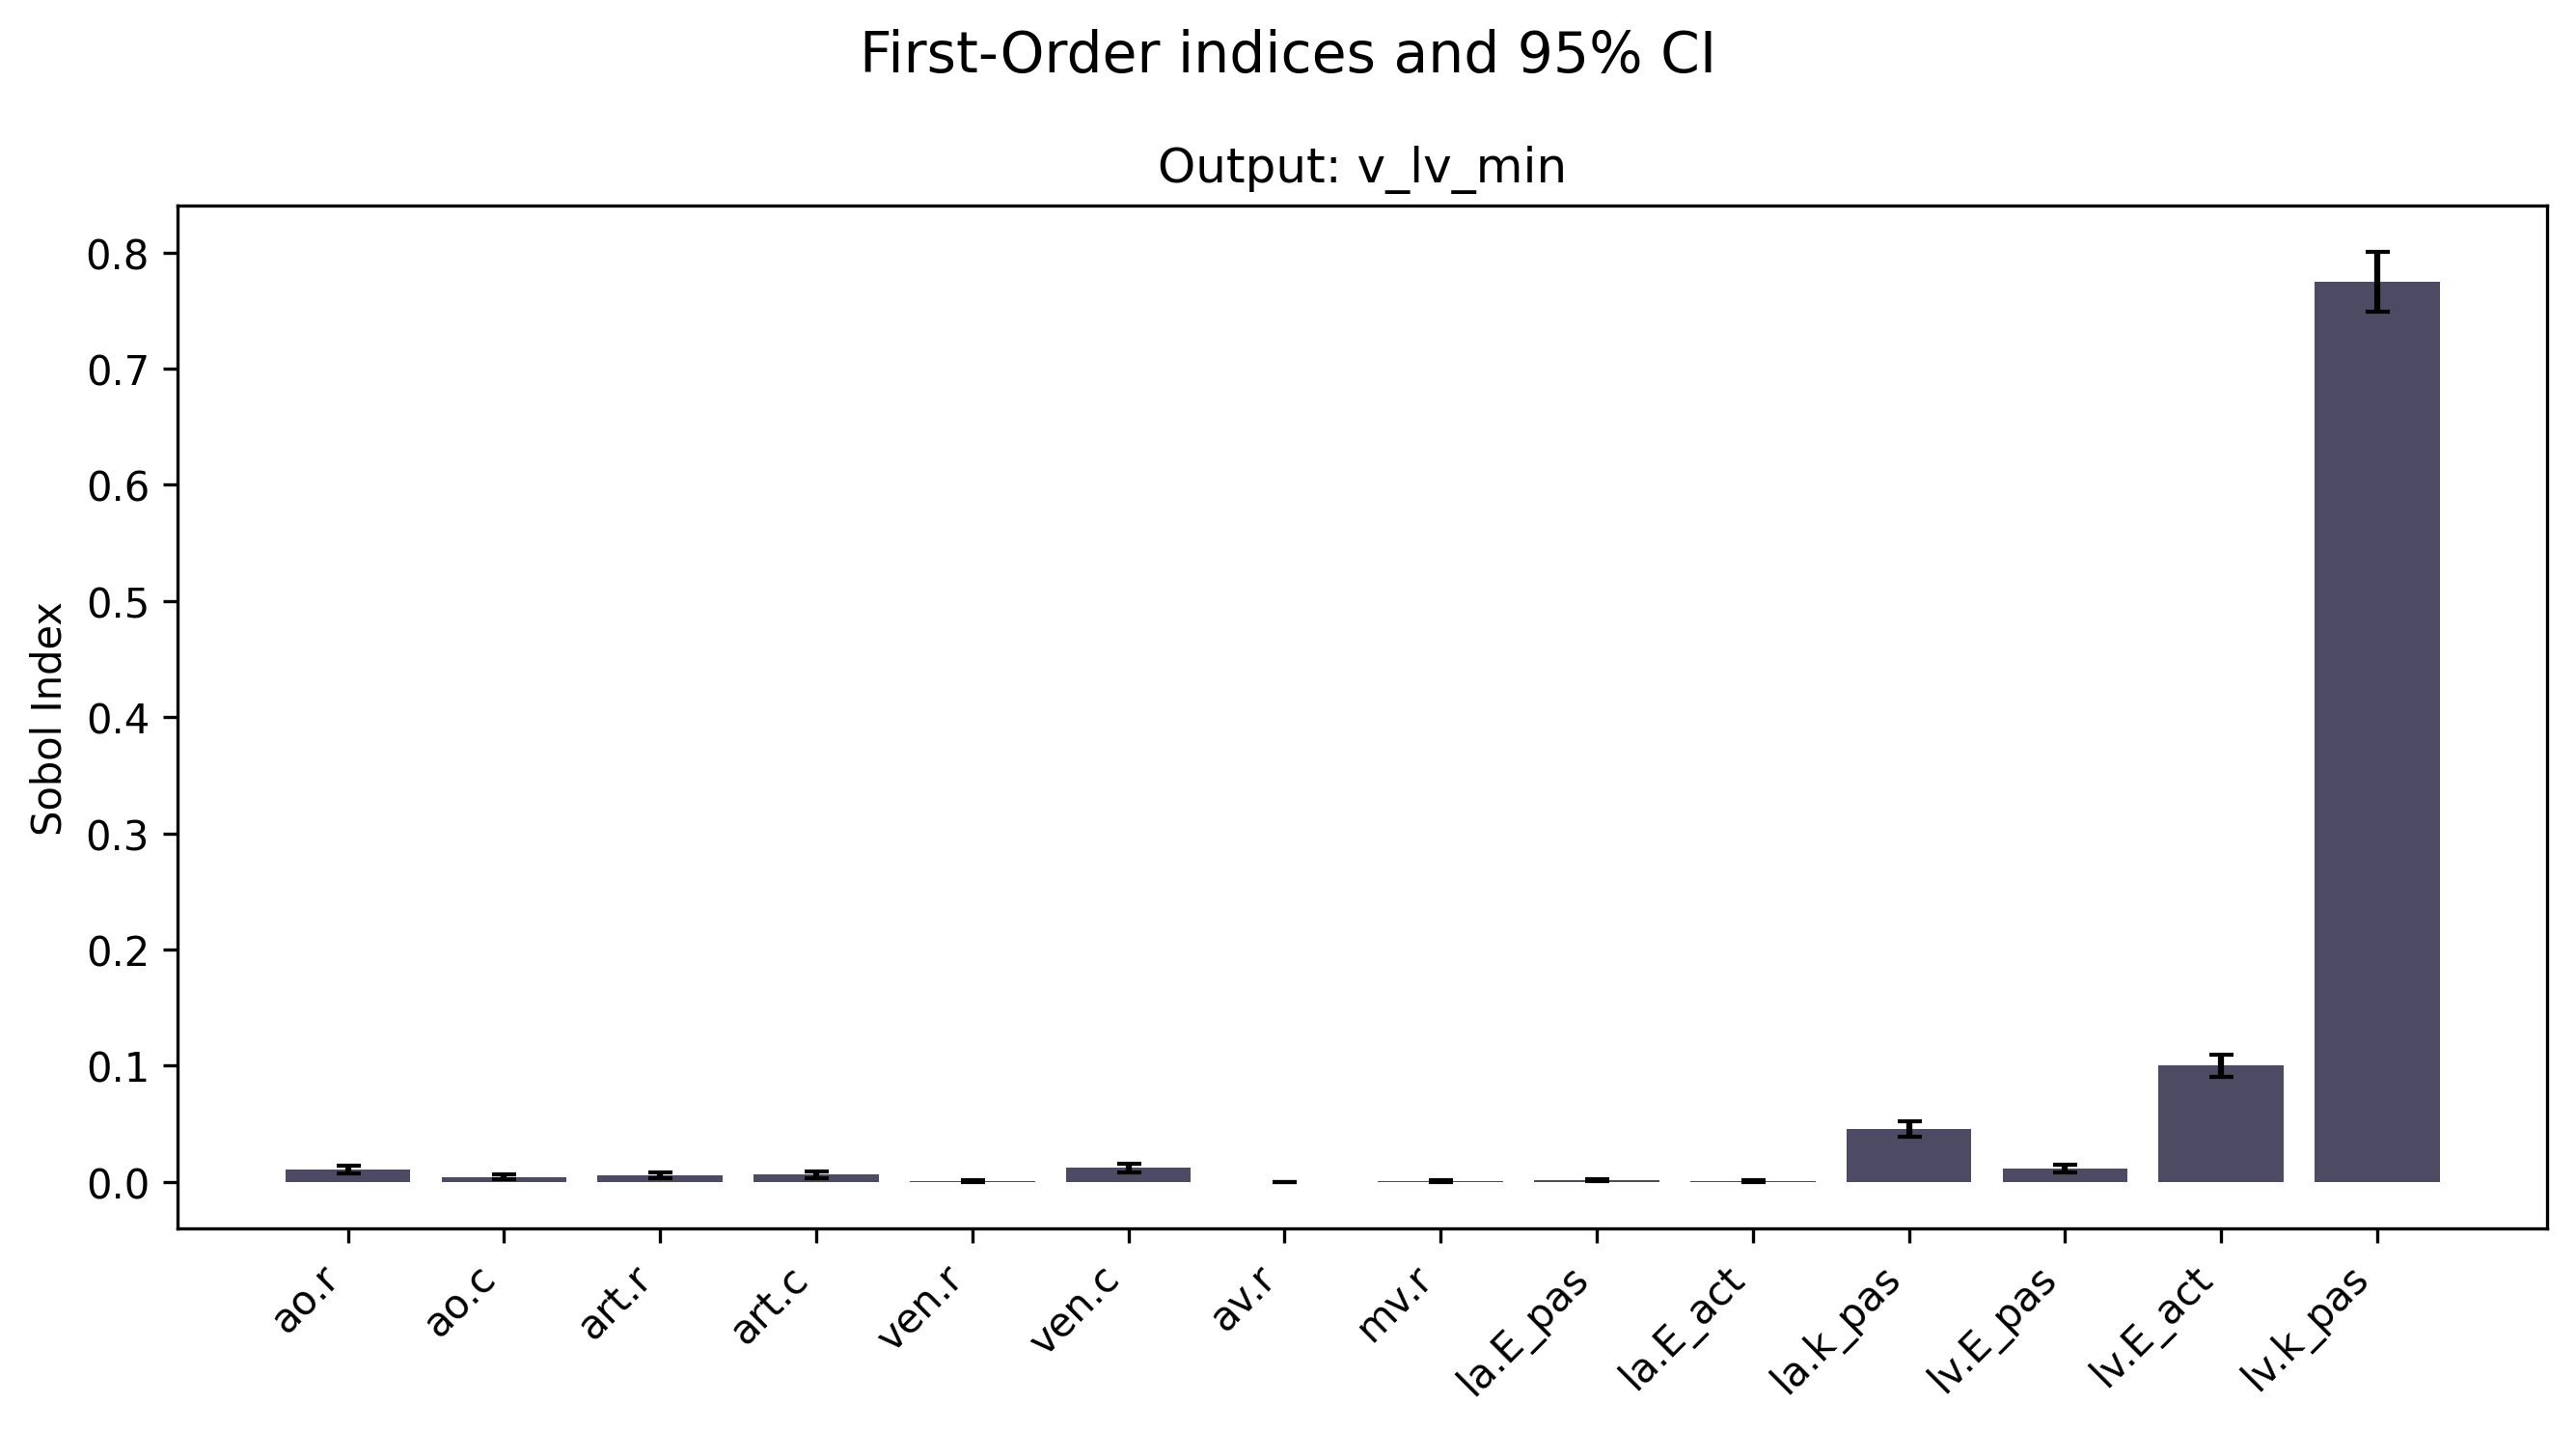 First-Order indices and 95% CI
Output: v_lv_min
Sobol Index
0.8
0.7
0.6
0.5
0.4
0.3
0.2
0.1
0.0
ao.r
ao.c
art.r
art.c
ven.r
ven.c
av.r
mv.r
la.E_pas
la.E_act
la.k_pas
lv.E_pas
lv.E_act
lv.k_pas